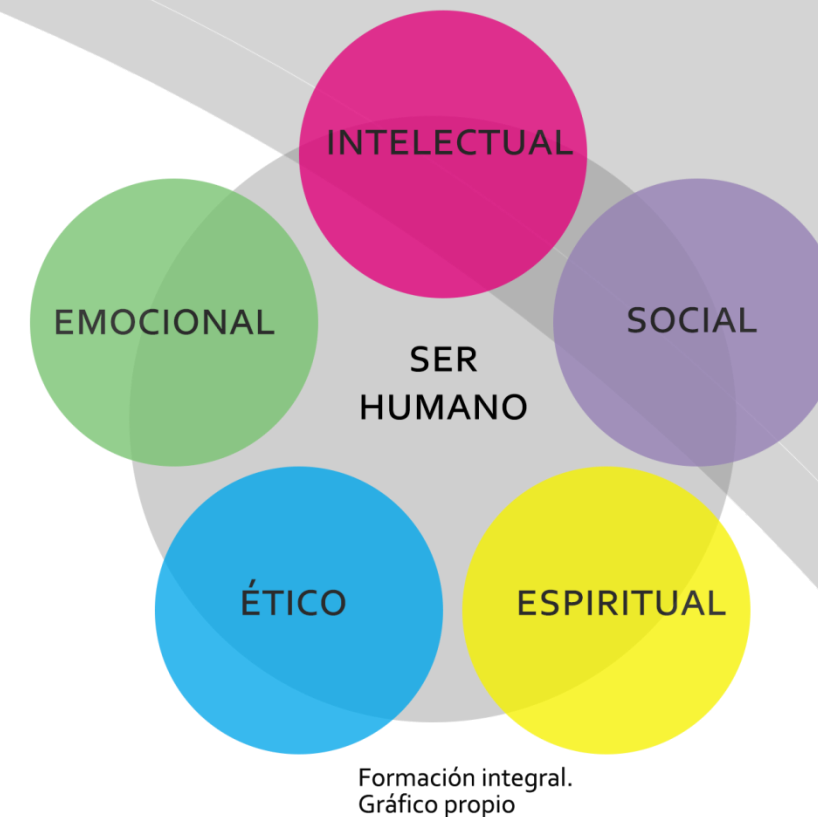 INTELECTUAL
EMOCIONAL
SOCIAL
SER
HUMANO
ÉTICO
ESPIRITUAL
Formación integral.
Gráfico propio